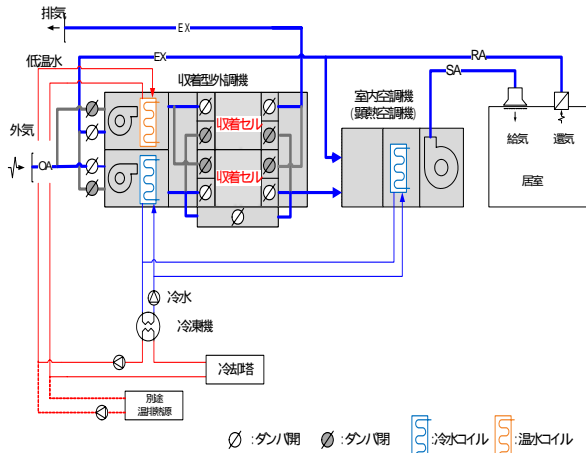 排気
EX
低温水
EX
収着型外調機
RA
外気
OA
収着セル
収着セル
室内空調機
(顕熱空調機)
SA
給気
還気
居室
冷水
冷凍機
冷却塔
別途
温排熱源
:ダンパ開
:ダンパ閉
:冷水コイル
:温水コイル